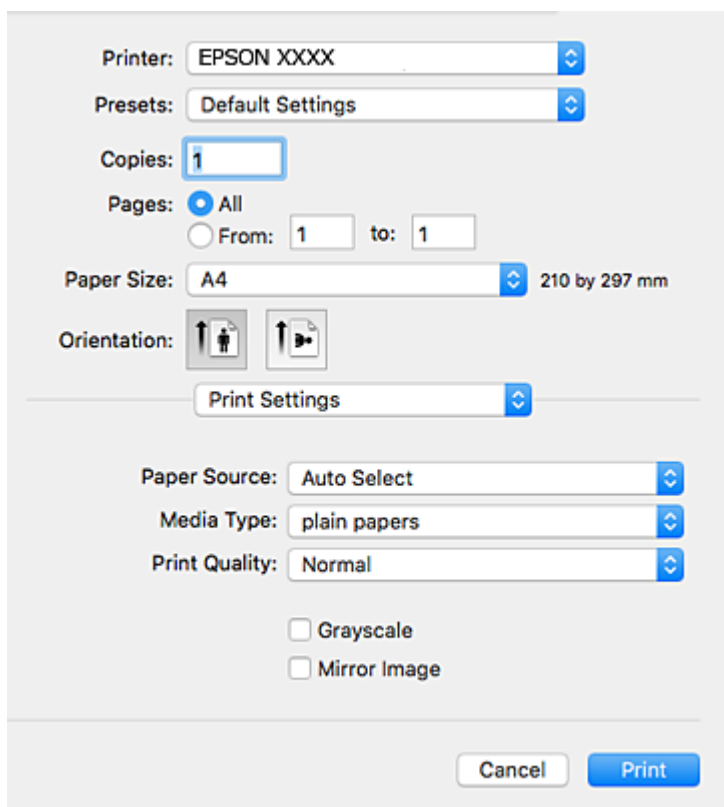 Printer: EPSON XXXX
Presets: Default Settings
Copies: 1
Pages: All
From: 1 to: 1
Paper Size: A4 210 by 297 mm
Orientation:
Print Settings
Paper Source: Auto Select
Media Type: plain papers
Print Quality: Normal
Grayscale
Mirror Image
Cancel Print